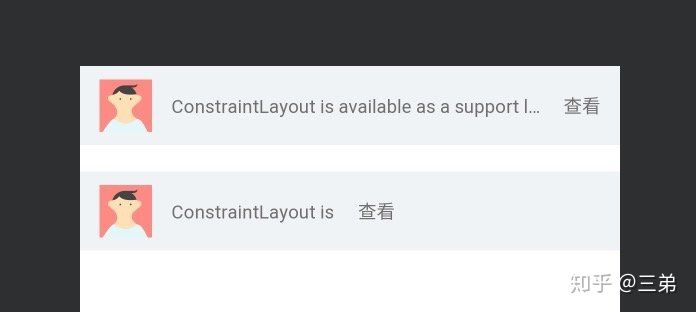 ConstraintLayout is available as a support l... 查看
ConstraintLayout is 查看
知乎 @三弟